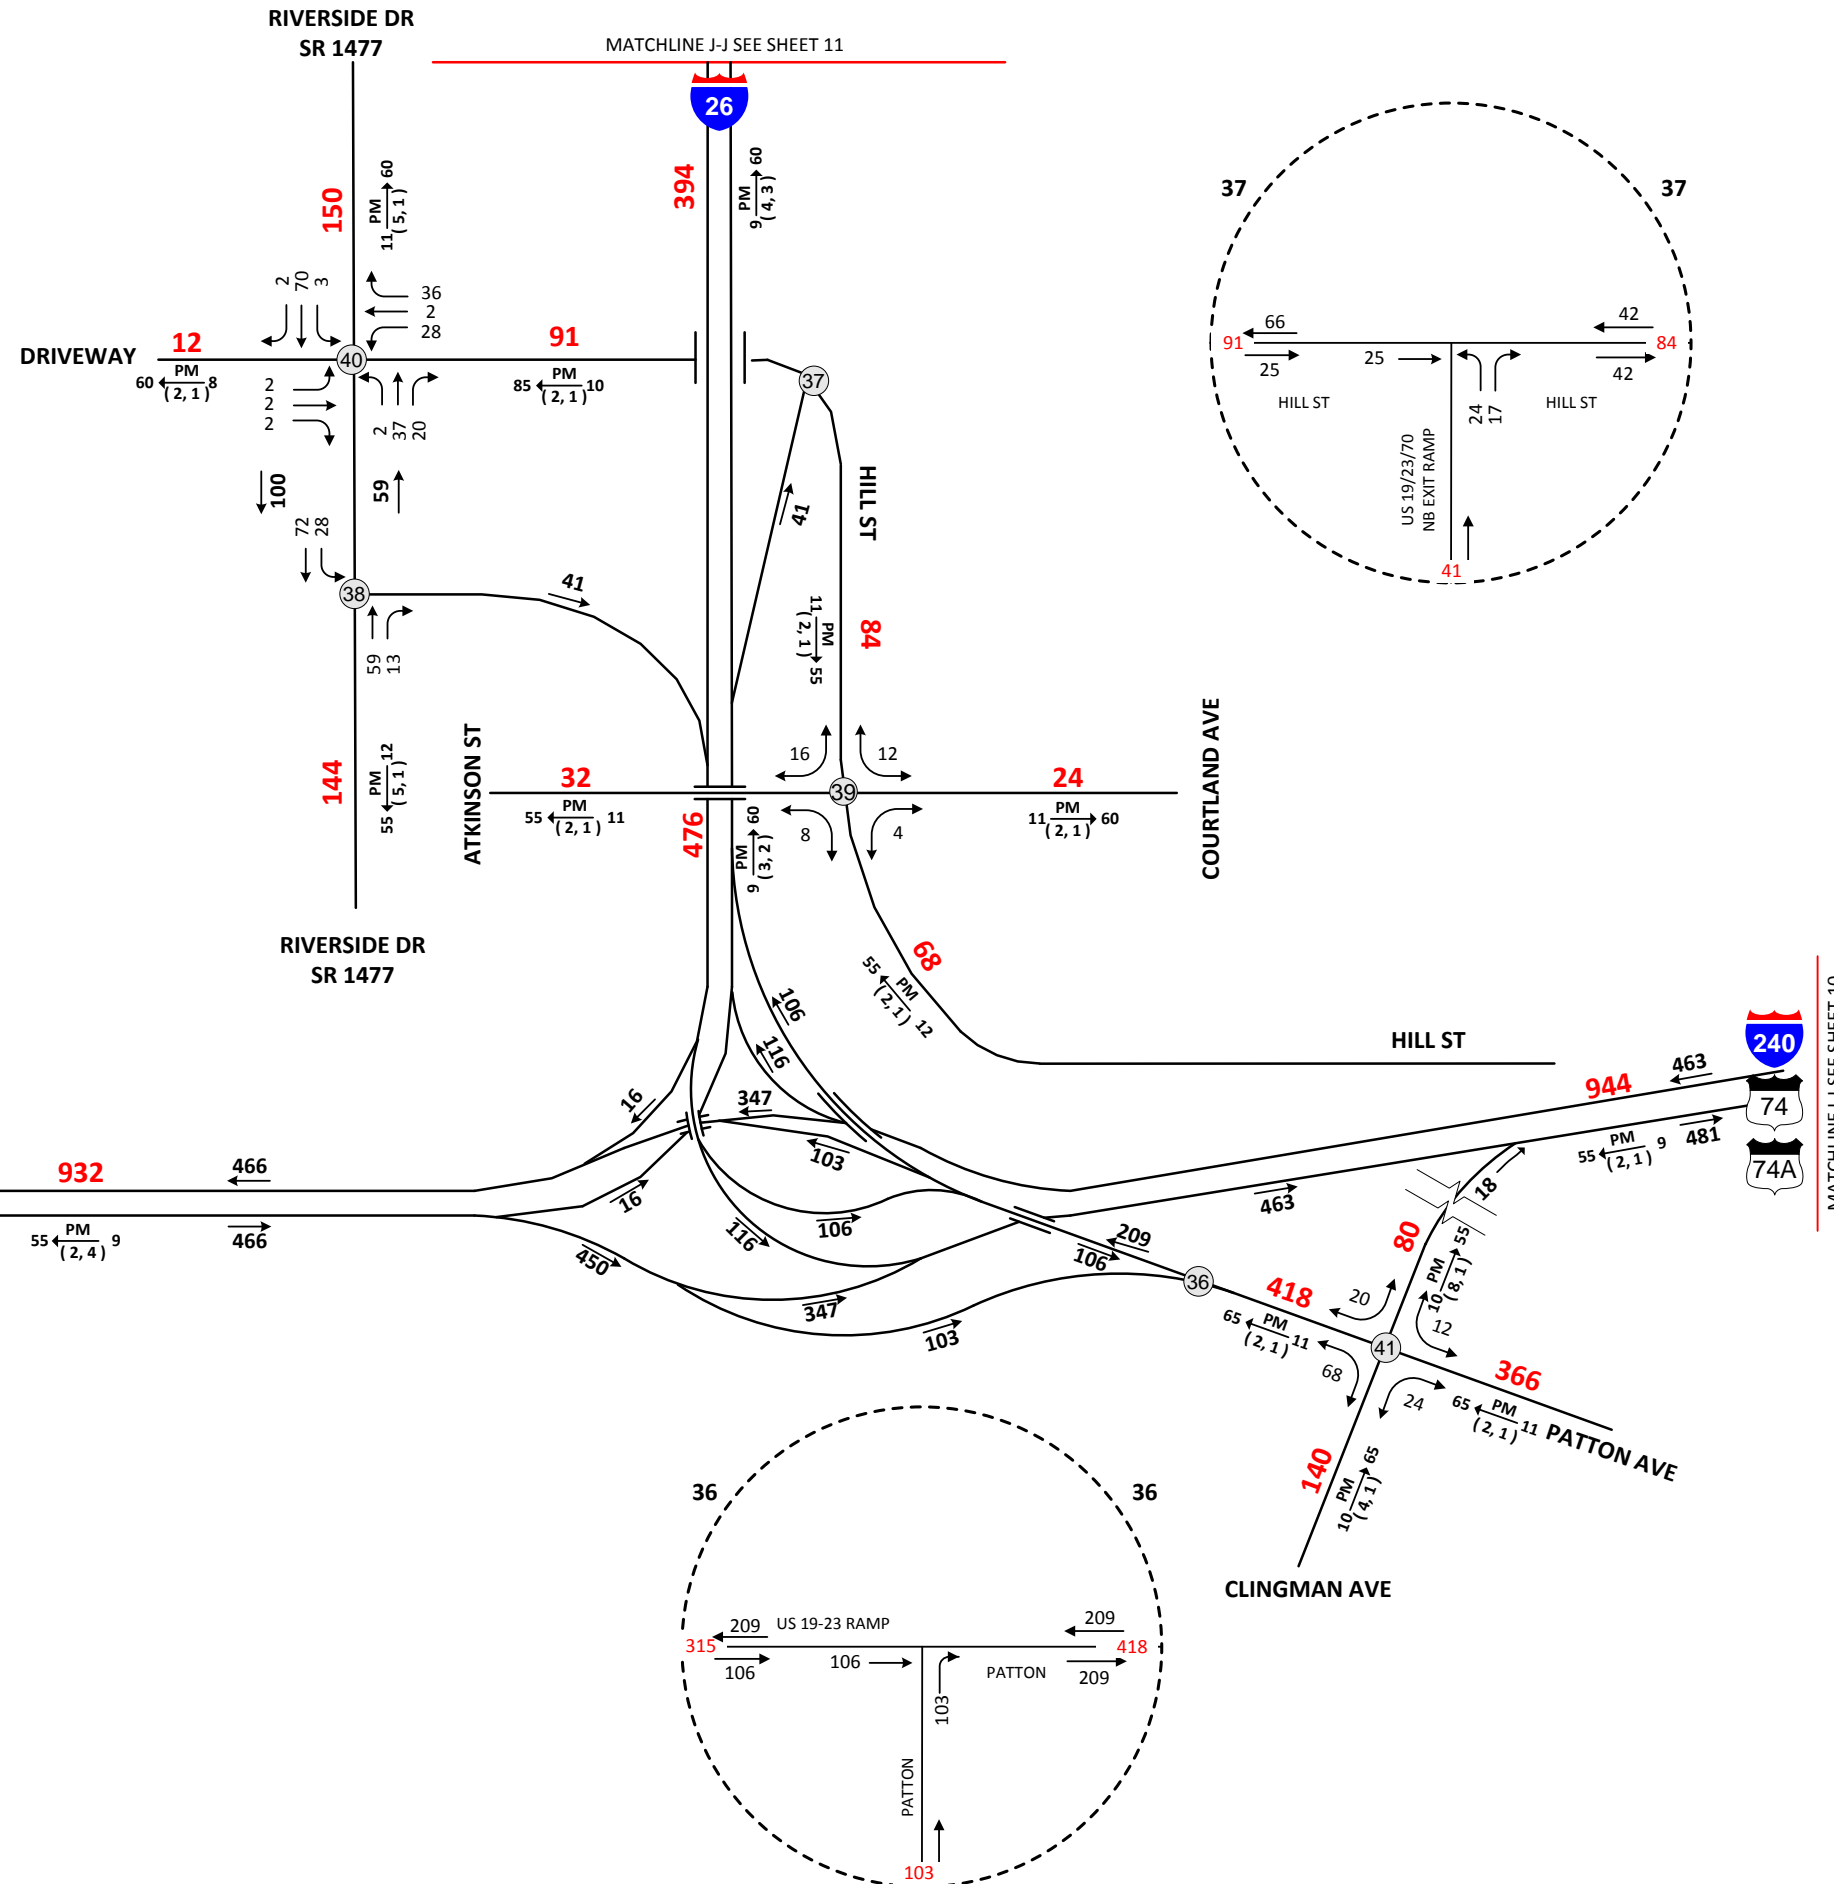 RIVERSIDE DR
SR 1477
MATCHLINE J-J SEE SHEET 11
26
150
11 PM 60
( 5, 1 )
394
9 PM 60
( 4, 3 )
37
37
2
70
3
36
2
28
DRIVEWAY
12
60 PM 8
( 2, 1 )
40
91
85 PM 10
( 2, 1 )
37
2
2
2
2
37
20
66
91
25
25
42
84
42
HILL ST
24
17
HILL ST
US 19/23/70
NB EXIT RAMP
41
100
59
72
28
38
59
13
41
41
HILL ST
11 PM 55
( 2, 1 )
84
144
55 PM 12
( 5, 1 )
ATKINSON ST
32
55 PM 11
( 2, 1 )
16
12
39
8
4
24
11 PM 60
( 2, 1 )
COURTLAND AVE
476
9 PM 60
( 3, 2 )
RIVERSIDE DR
SR 1477
68
55 PM 12
( 2, 1 )
HILL ST
106
116
16
347
103
944
463
240
74
74A
55 PM 9
( 2, 1 )
481
932
466
55 PM 9
( 2, 4 )
466
16
450
116
106
347
103
463
209
106
18
80
10 PM 55
( 8, 1 )
36
418
65 PM 11
( 2, 1 )
20
12
41
68
24
366
65 PM 11
( 2, 1 )
PATTON AVE
140
10 PM 65
( 4, 1 )
CLINGMAN AVE
36
36
315
209
US 19-23 RAMP
106
106
209
418
209
PATTON
103
PATTON
103